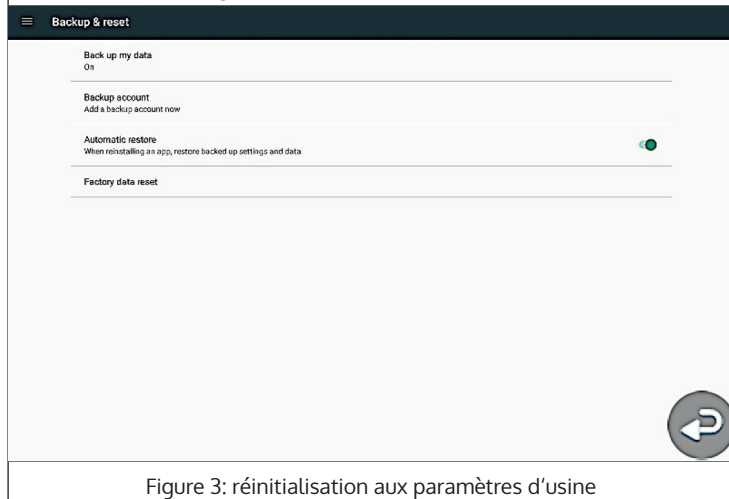 Backup & reset
Back up my data
On
Backup account
Add a backup account now
Automatic restore
When reinstalling an app, restore backed up settings and data
Factory data reset
Figure 3: réinitialisation aux paramètres d’usine